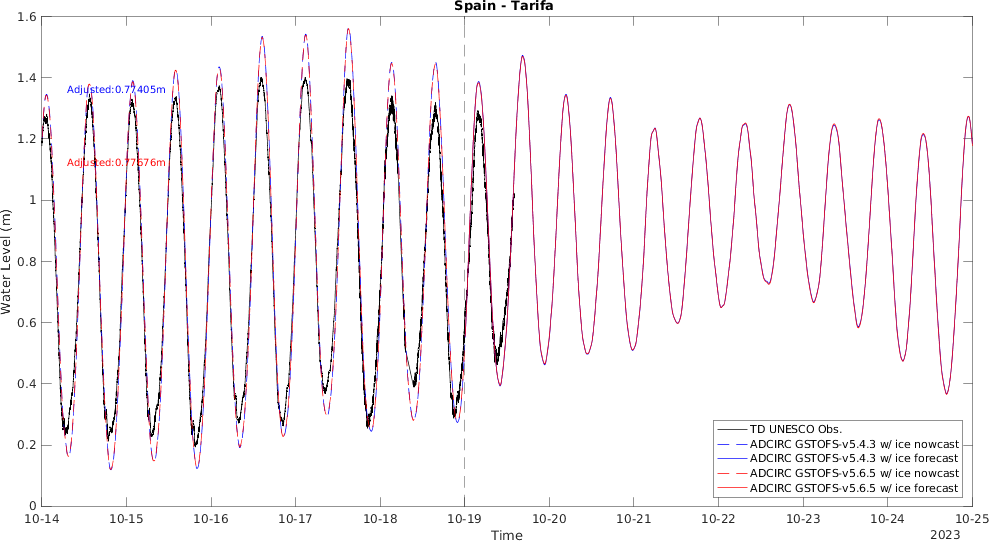 Spain - Tarifa
1.6
1.4
1.2
1
0.8
0.6
0.4
0.2
0
Water Level (m)
Adjusted:0.77405m
Adjusted:0.77676m
TD UNESCO Obs.
ADCIRC GSTOFS-v5.4.3 w/ ice nowcast
ADCIRC GSTOFS-v5.4.3 w/ ice forecast
ADCIRC GSTOFS-v5.6.5 w/ ice nowcast
ADCIRC GSTOFS-v5.6.5 w/ ice forecast
10-14 10-15 10-16 10-17 10-18 10-19 10-20 10-21 10-22 10-23 10-24 10-25
Time
2023